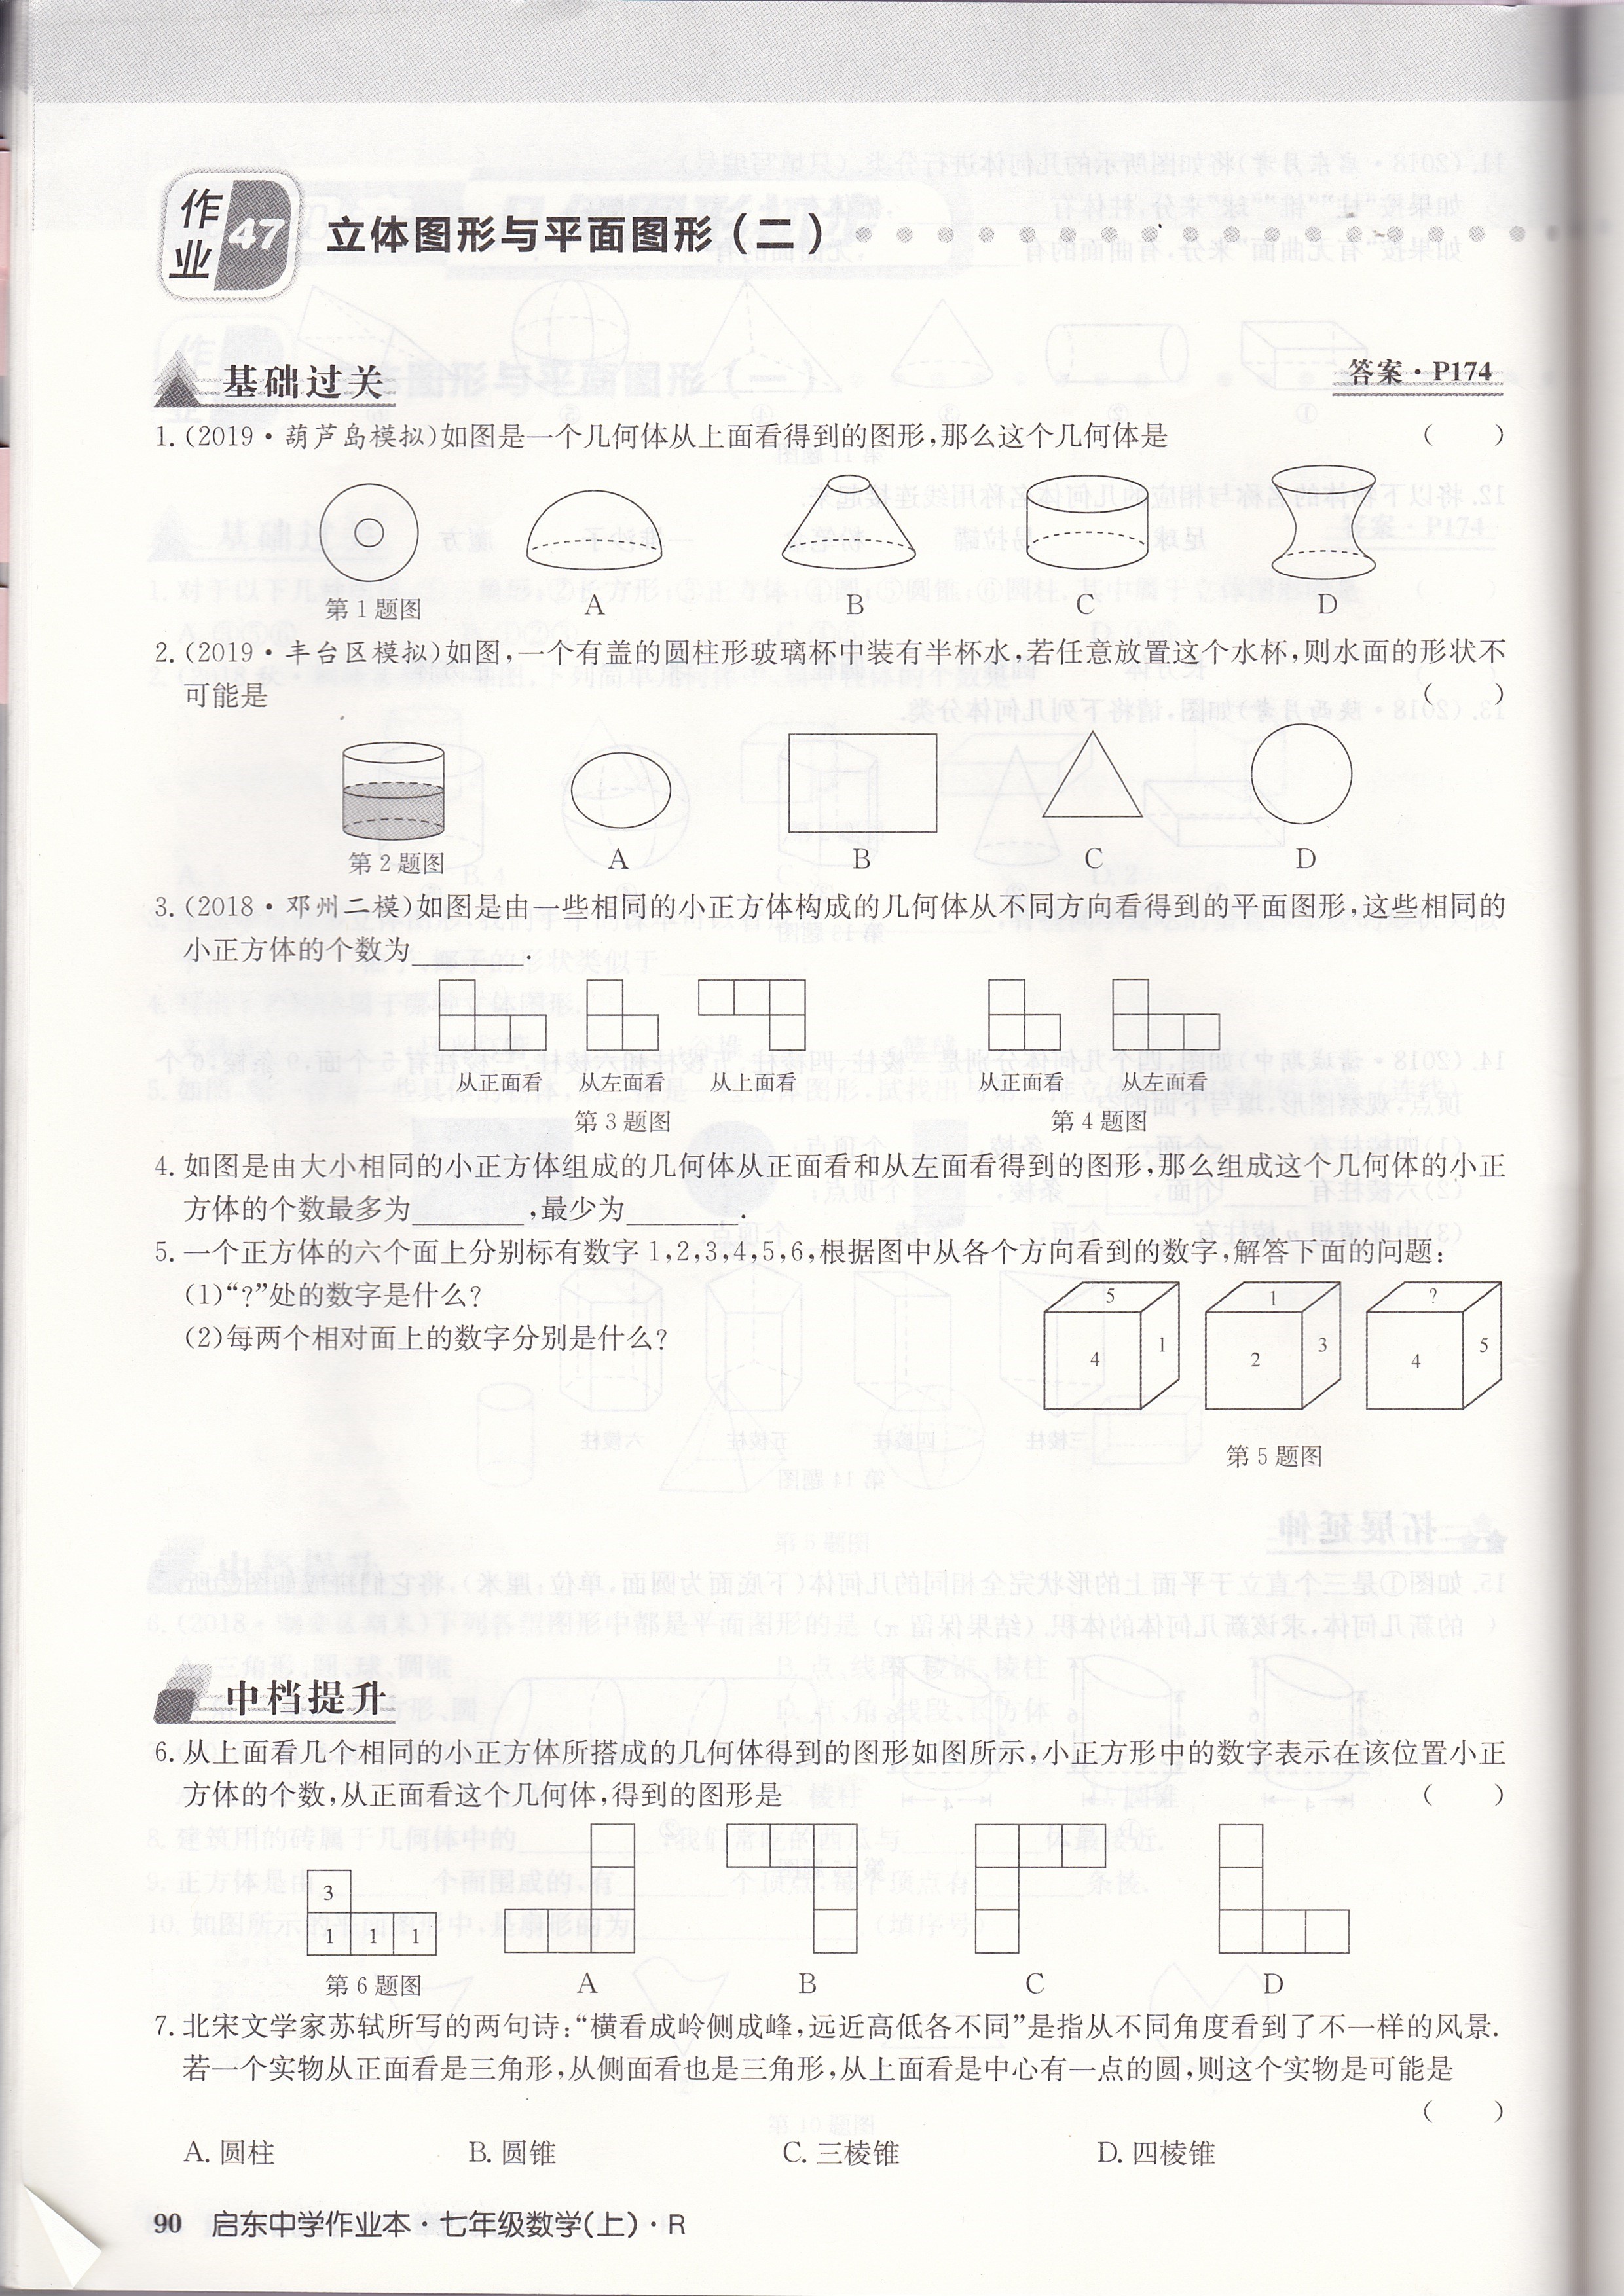 作业 47 立体图形与平面图形(二)
基础过关
答案·P174
1.(2019·葫芦岛模拟)如图是一个几何体从上面看得到的图形,那么这个几何体是 ( )
第1题图 A B C D
2.(2019·丰台区模拟)如图,一个有盖的圆柱形玻璃杯中装有半杯水,若任意放置这个水杯,则水面的形状不
可能是 ( )
第2题图 A B C D
3.(2018·邓州二模)如图是由一些相同的小正方体构成的几何体从不同方向看得到的平面图形,这些相同的
小正方体的个数为________.
从正面看 从左面看 从上面看 从正面看 从左面看
第3题图 第4题图
4. 如图是由大小相同的小正方体组成的几何体从正面看和从左面看得到的图形,那么组成这个几何体的小正
方体的个数最多为________,最少为________.
5. 一个正方体的六个面上分别标有数字1,2,3,4,5,6,根据图中从各个方向看到的数字,解答下面的问题:
(1)“?”处的数字是什么?
(2)每两个相对面上的数字分别是什么?
5 4 1
1 2 3
? 4 5
第5题图
中档提升
6. 从上面看几个相同的小正方体所搭成的几何体得到的图形如图所示,小正方形中的数字表示在该位置小正
方体的个数,从正面看这个几何体,得到的图形是 ( )
3
1 1 1
第6题图 A B C D
7. 北宋文学家苏轼所写的两句诗:“横看成岭侧成峰,远近高低各不同”是指从不同角度看到了不一样的风景.
若一个实物从正面看是三角形,从侧面看也是三角形,从上面看是中心有一点的圆,则这个实物是可能是
( )
A. 圆柱 B. 圆锥 C. 三棱锥 D. 四棱锥
90 启东中学作业本·七年级数学(上)·R